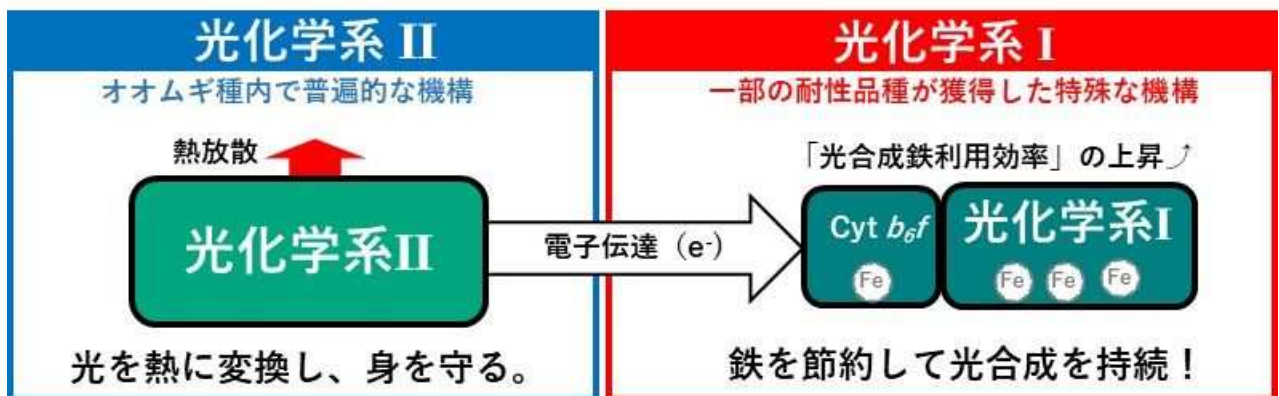 光化学系 II
オオムギ種内で普遍的な機構
熱放散
光化学系II
光を熱に変換し、身を守る。
電子伝達（e-）
光化学系 I
一部の耐性品種が獲得した特殊な機構
「光合成鉄利用効率」の上昇⤴
Cyt b6f
Fe
光化学系I
Fe Fe Fe
鉄を節約して光合成を持続！